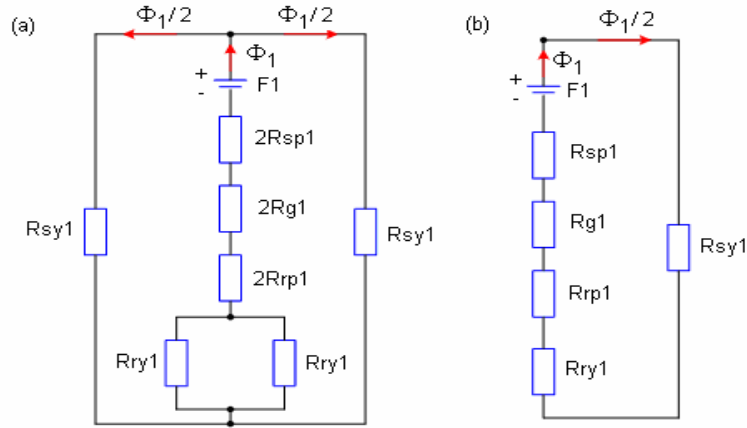 (a)
Φ1/2
Φ1/2
Φ1
+
-
F1
2Rsp1
2Rg1
2Rrp1
Rsy1
Rsy1
Rry1
Rry1
(b)
Φ1/2
Φ1
+
-
F1
Rsp1
Rg1
Rrp1
Rry1
Rsy1